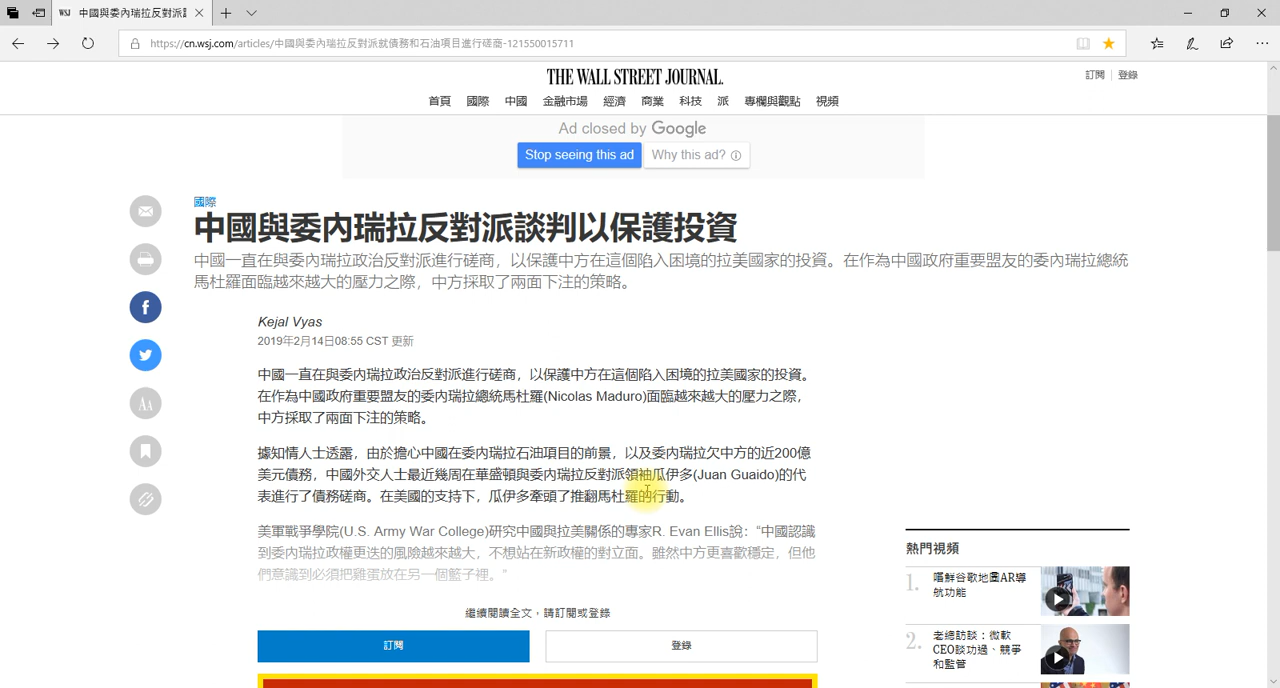 WSJ 中國與委內瑞拉反對派
https://cn.wsj.com/articles/中國與委內瑞拉反對派就債務和石油項目進行磋商-121550015711
THE WALL STREET JOURNAL.
訂閱 登錄
首頁 國際 中國 金融市場 經濟 商業 科技 派 專欄與觀點 視頻
Ad closed by Google
Stop seeing this ad Why this ad?
國際
中國與委內瑞拉反對派談判以保護投資
中國一直在與委內瑞拉政治反對派進行磋商，以保護中方在這個陷入困境的拉美國家的投資。在作為中國政府重要盟友的委內瑞拉總統
馬杜羅面臨越來越大的壓力之際，中方採取了兩面下注的策略。
Kejal Vyas
2019年2月14日08:55 CST 更新
中國一直在與委內瑞拉政治反對派進行磋商，以保護中方在這個陷入困境的拉美國家的投資。
在作為中國政府重要盟友的委內瑞拉總統馬杜羅(Nicolas Maduro)面臨越來越大的壓力之際，
中方採取了兩面下注的策略。
據知情人士透露，由於擔心中國在委內瑞拉石油項目的前景，以及委內瑞拉欠中方的近200億
美元債務，中國外交人士最近幾周在華盛頓與委內瑞拉反對派領袖瓜伊多(Juan Guaido)的代
表進行了債務磋商。在美國的支持下，瓜伊多牽頭了推翻馬杜羅的行動。
美軍戰爭學院(U.S. Army War College)研究中國與拉美關係的專家R. Evan Ellis說：“中國認識
到委內瑞拉政權更迭的風險越來越大，不想站在新政權的對立面。雖然中方更喜歡穩定，但他
們意識到必須把雞蛋放在另一個籃子裡。”
繼續閱讀全文，請訂閱或登錄
訂閱 登錄
熱門視頻
1. 嚐鮮谷歌地圖AR導
航功能
2. 老總訪談：微軟
CEO談功過、競爭
和監管